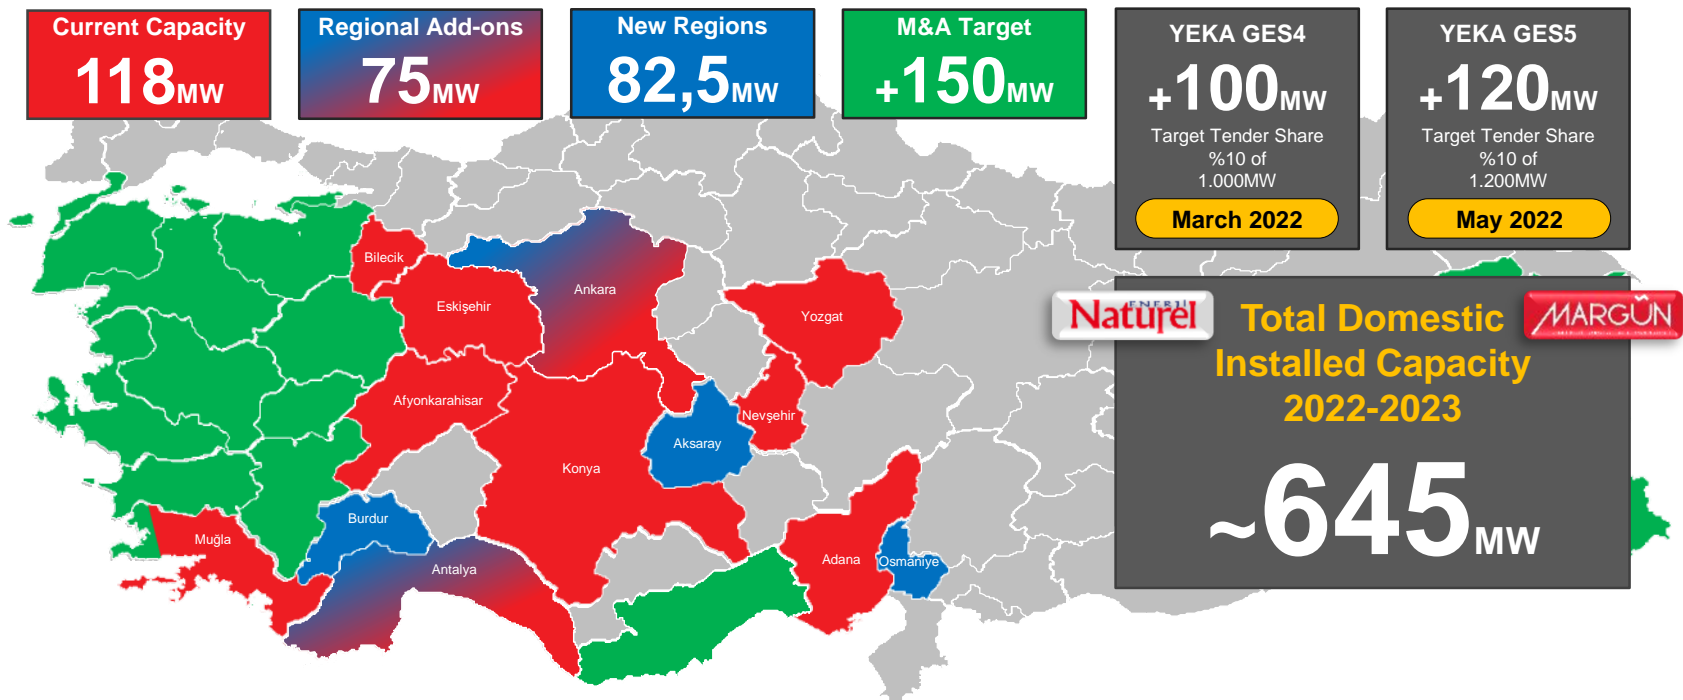 Current Capacity
118MW
Regional Add-ons
75MW
New Regions
82,5MW
M&A Target
+150MW
YEKA GES4
+100MW
Target Tender Share
%10 of
1.000MW
March 2022
YEKA GES5
+120MW
Target Tender Share
%10 of
1.200MW
May 2022
Bilecik
Eskişehir
Ankara
Yozgat
Afyonkarahisar
Nevşehir
Aksaray
Konya
Burdur
Muğla
Antalya
Adana
Osmaniye
ENERJİ
Naturel
MARGÜN
Total Domestic
Installed Capacity
2022-2023
~645MW